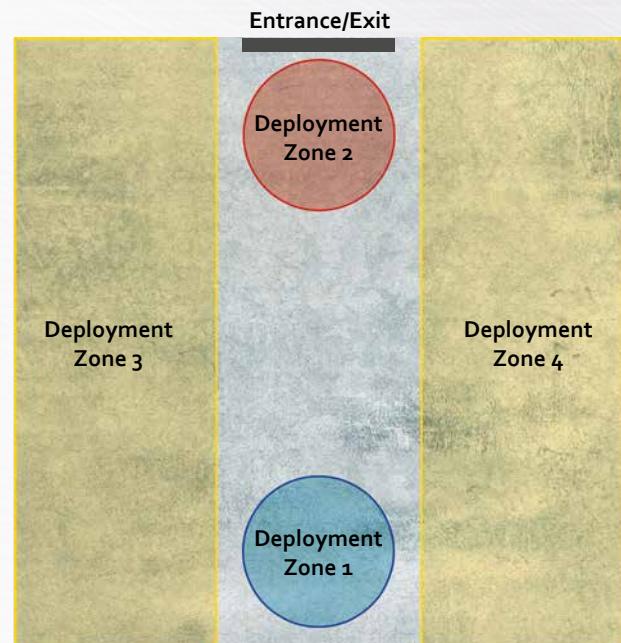 Entrance/Exit
Deployment
Zone 2
Deployment
Zone 3
Deployment
Zone 4
Deployment
Zone 1